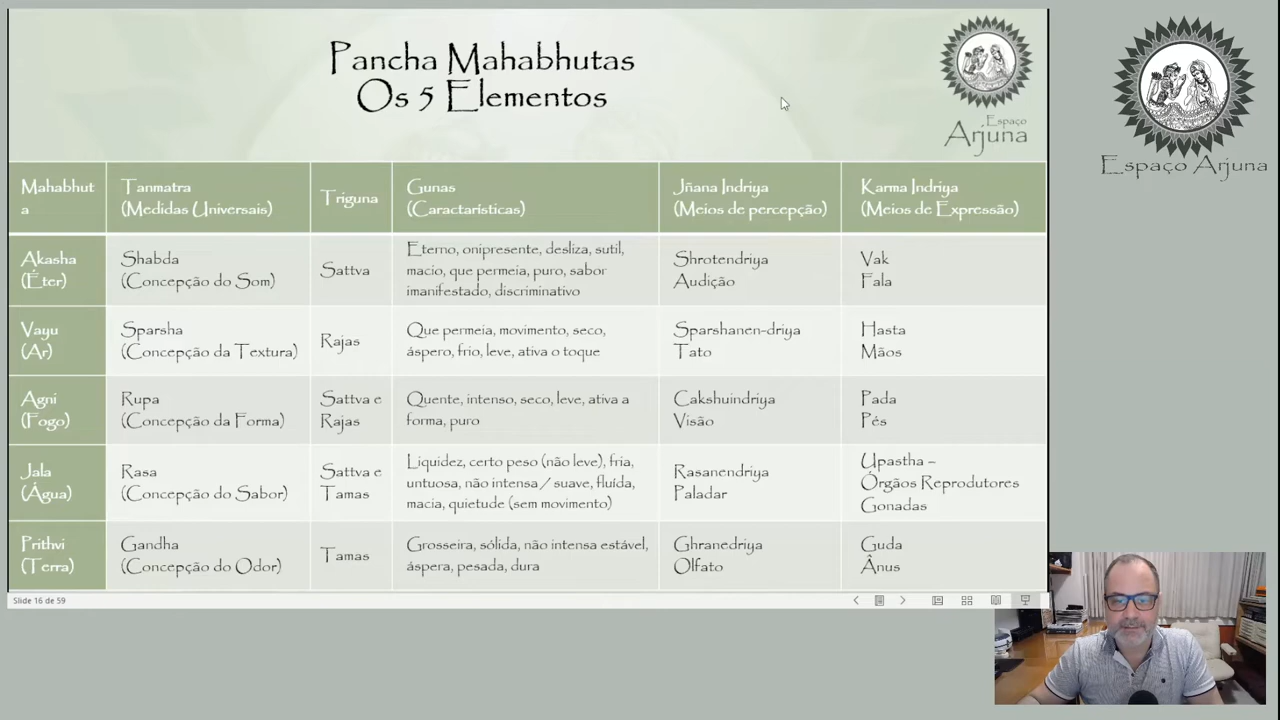 Pancha Mahabhutas
Os 5 Elementos
Espaço
Arjuna
Espaço Arjuna
Mahabhut
a
Tanmatra
(Medidas Universais)
Triguna
Gunas
(Caractarísticas)
Jñana Indriya
(Meios de percepção)
Karma Indriya
(Meios de Expressão)
Akasha
(Éter)
Shabda
(Concepção do Som)
Sattva
Eterno, onipresente, desliza, sutil,
macio, que permeia, puro, sabor
imanifestado, discriminativo
Shrotendriya
Audição
Vak
Fala
Vayu
(Ar)
Sparsha
(Concepção da Textura)
Rajas
Que permeia, movimento, seco,
áspero, frio, leve, ativa o toque
Sparshanen-driya
Tato
Hasta
Mãos
Agni
(Fogo)
Rupa
(Concepção da Forma)
Sattva e
Rajas
Quente, intenso, seco, leve, ativa a
forma, puro
Cakshuindriya
Visão
Pada
Pés
Jala
(Água)
Rasa
(Concepção do Sabor)
Sattva e
Tamas
Liquidez, certo peso (não leve), fria,
untuosa, não intensa / suave, fluída,
macia, quietude (sem movimento)
Rasanendriya
Paladar
Upastha –
Órgãos Reprodutores
Gonadas
Prithvi
(Terra)
Gandha
(Concepção do Odor)
Tamas
Grosseira, sólida, não intensa estável,
áspera, pesada, dura
Ghranedriya
Olfato
Guda
Ânus
Slide 16 de 59